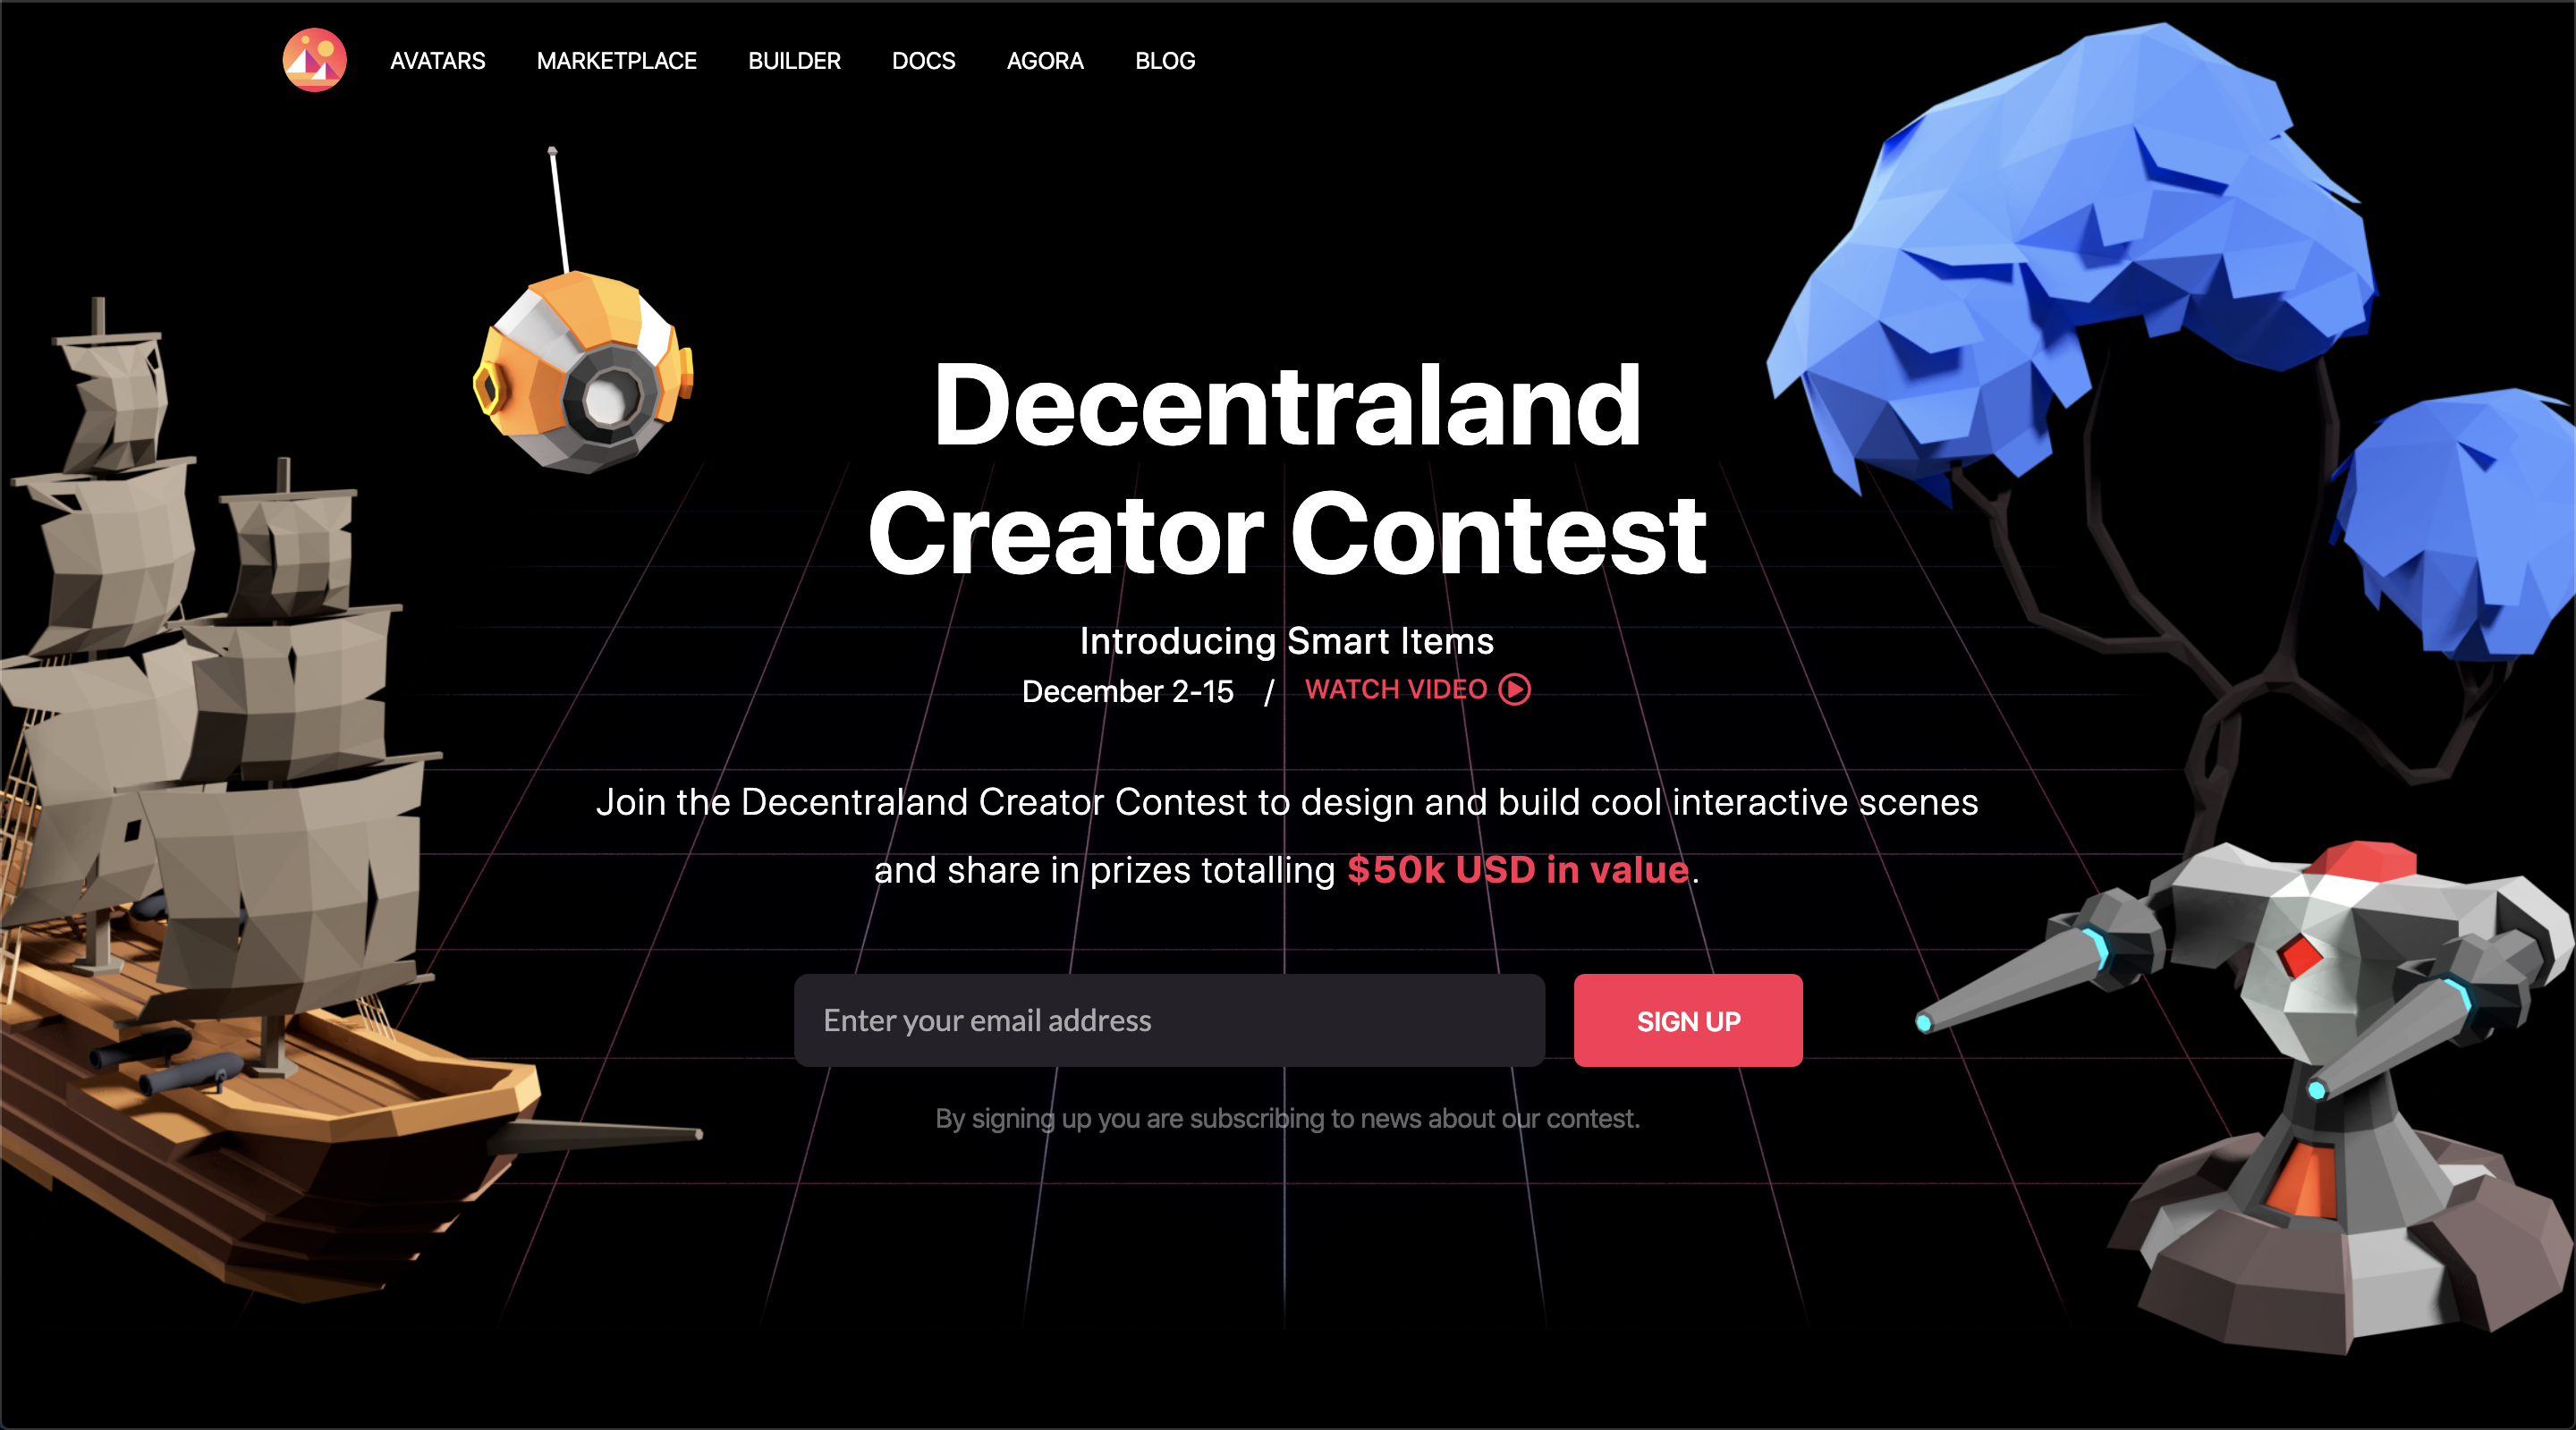 AVATARS MARKETPLACE BUILDER DOCS AGORA BLOG
Decentraland
Creator Contest
Introducing Smart Items
December 2-15 / WATCH VIDEO
Join the Decentraland Creator Contest to design and build cool interactive scenes
and share in prizes totalling $50k USD in value.
Enter your email address
SIGN UP
By signing up you are subscribing to news about our contest.